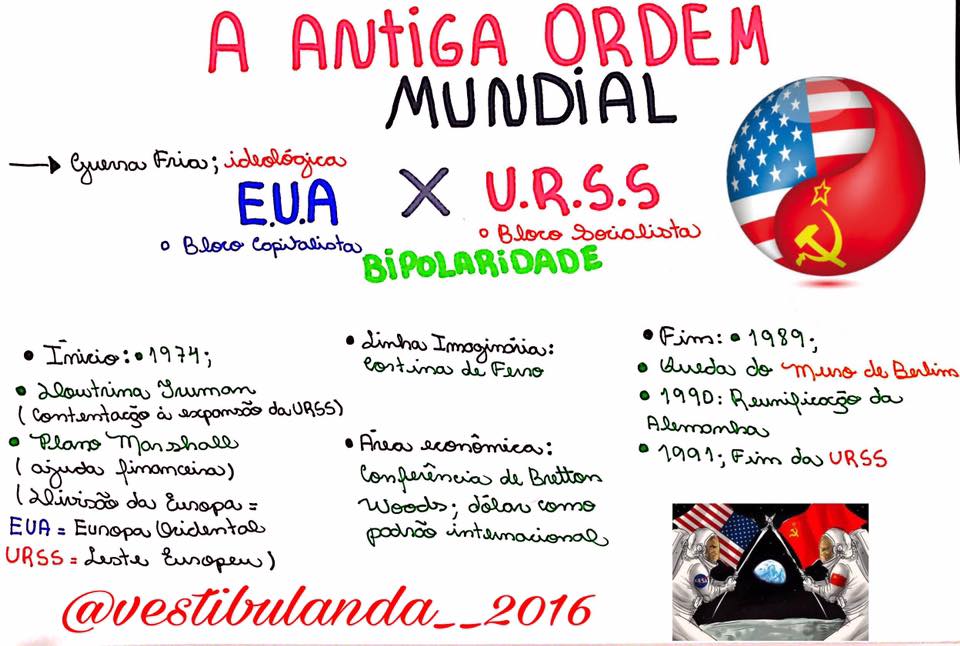 A ANTIGA ORDEM
MUNDIAL
→ Guerra Fria; ideológica
E.U.A X U.R.S.S
• Bloco Capitalista
• Bloco Socialista
BIPOLARIDADE
• Início: • 1974;
• Doutrina Truman
(Contentação à expansão da URSS)
• Plano Marshall
(ajuda financeira)
(Divisão da Europa =
EUA = Europa Ocidental
URSS = Leste Europeu)
• Linha Imaginária:
Cortina de Ferro
• Área econômica:
Conferência de Bretton
Woods; dólar como
padrão internacional
• Fim: • 1989;
• Queda do Muro de Berlim
• 1990: Reunificação da
Alemanha
• 1991; Fim da URSS
NASA
@vestibulanda__2016